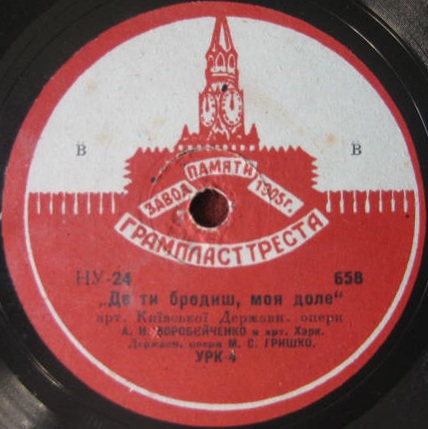 В В
ЗАВОД ПАМЯТИ 1905 г.
ГРАМПЛАСТТРЕСТА
НУ-24 658
„Де ти бродиш, моя доле“
арт. Київської Держави. опери
А. И. ВОРОБЕЙЧЕНКО и арт. Харк.
Держави. опери М. С. ГРИШКО.
УРК-4